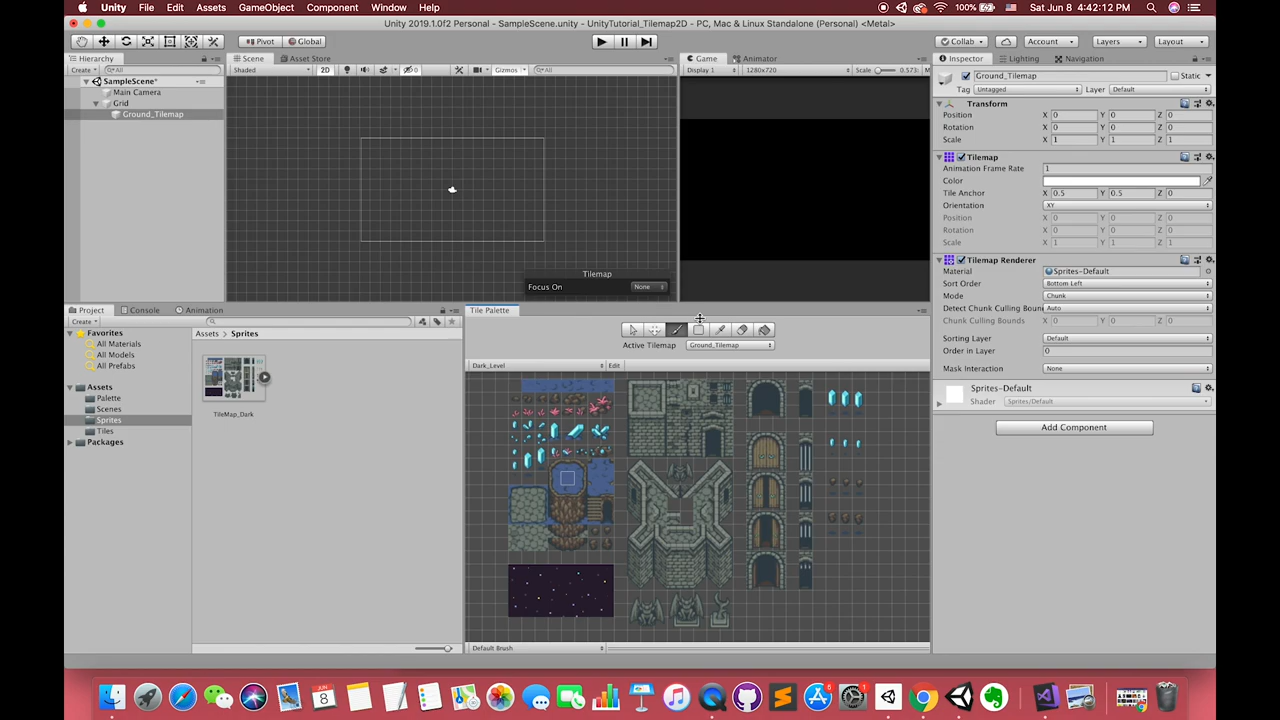 Unity File Edit Assets GameObject Component Window Help 100% Sat Jun 8 4:42:12 PM
Unity 2019.1.0f2 Personal - SampleScene.unity - UnityTutorial_Tilemap2D - PC, Mac & Linux Standalone (Personal) <Metal>
Pivot Global Collab Account Layers Layout
Hierarchy Scene Asset Store Game Animator Inspector Lighting Navigation
Create All Shaded 2D Gizmos All Display 1 1280x720 Scale 0.573: M
SampleScene*
Main Camera
Grid
Ground_Tilemap
Tilemap
Focus On None
Ground_Tilemap Static
Tag Untagged Layer Default
Transform
Position X 0 Y 0 Z 0
Rotation X 0 Y 0 Z 0
Scale X 1 Y 1 Z 1
Tilemap
Animation Frame Rate 1
Color
Tile Anchor X 0.5 Y 0.5 Z 0
Orientation XY
Position X 0 Y 0 Z 0
Rotation X 0 Y 0 Z 0
Scale X 1 Y 1 Z 1
Tilemap Renderer
Material Sprites-Default
Sort Order Bottom Left
Mode Chunk
Detect Chunk Culling Boun Auto
Chunk Culling Bounds X 0 Y 0 Z 0
Sorting Layer Default
Order in Layer 0
Mask Interaction None
Sprites-Default
Shader Sprites/Default
Add Component
Project Console Animation
Create
Favorites
All Materials
All Models
All Prefabs
Assets
Palette
Scenes
Sprites
Tiles
Packages
Assets Sprites
TileMap_Dark
Tile Palette
Active Tilemap Ground_Tilemap
Dark_Level Edit
Default Brush
JUN
8